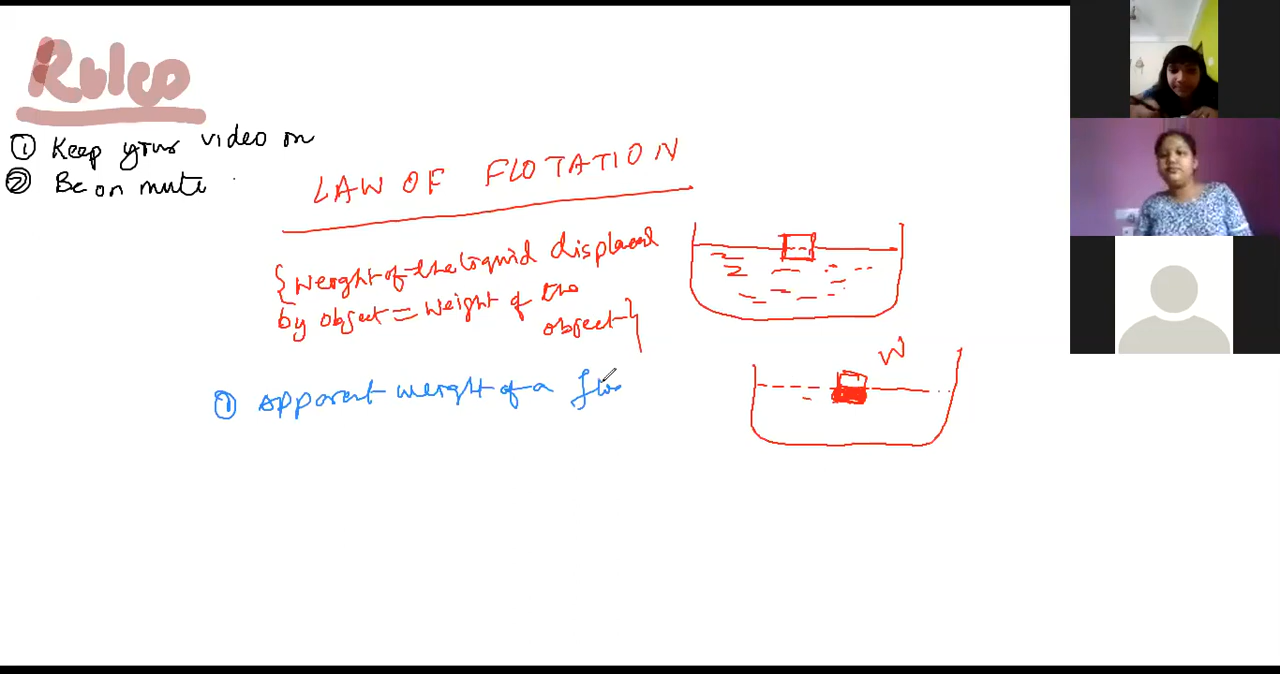 Rules
① Keep your video on
② Be on mute
LAW OF FLOTATION
{Weight of the liquid displaced
by object = Weight of the
object}
W
① Apparent weight of a flo